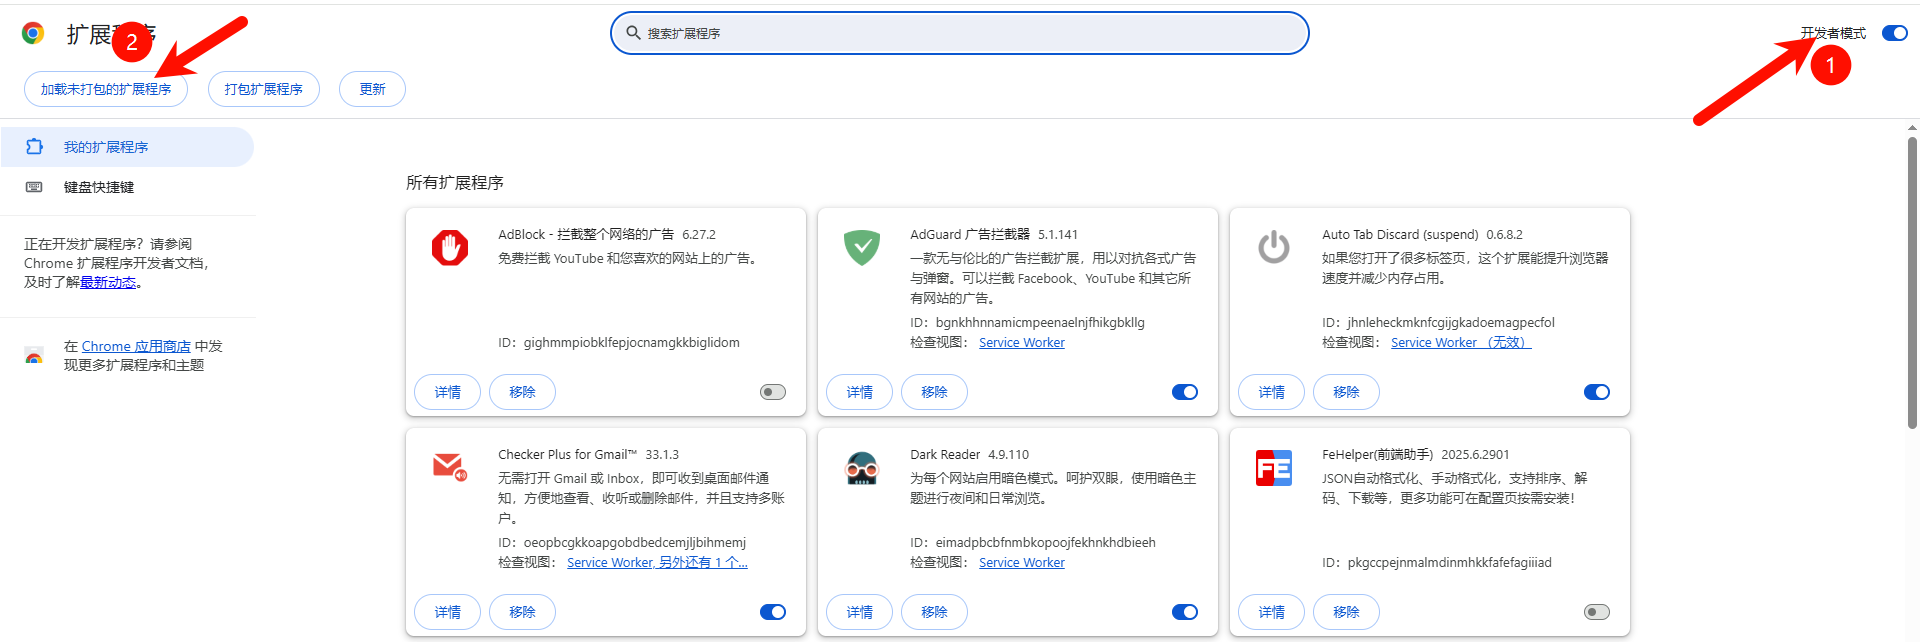 扩展程序
2
搜索扩展程序
开发者模式
1
加载未打包的扩展程序
打包扩展程序
更新
我的扩展程序
键盘快捷键
正在开发扩展程序？请参阅
Chrome 扩展程序开发者文档，
及时了解最新动态。
在 Chrome 应用商店 中发
现更多扩展程序和主题
所有扩展程序
AdBlock - 拦截整个网络的广告 6.27.2
免费拦截 YouTube 和您喜欢的网站上的广告。
ID：gighmmpiobklfepjocnamgkkbiglidom
详情
移除
AdGuard 广告拦截器 5.1.141
一款无与伦比的广告拦截扩展，用以对抗各式广告
与弹窗。可以拦截 Facebook、YouTube 和其它所
有网站的广告。
ID：bgnkhhnnamicmpeenaelnjfhikgbkllg
检查视图： Service Worker
详情
移除
Auto Tab Discard (suspend) 0.6.8.2
如果您打开了很多标签页，这个扩展能提升浏览器
速度并减少内存占用。
ID：jhnleheckmknfcgijgkadoemagpecfol
检查视图： Service Worker （无效）
详情
移除
Checker Plus for Gmail™ 33.1.3
无需打开 Gmail 或 Inbox，即可收到桌面邮件通
知，方便地查看、收听或删除邮件，并且支持多账
户。
ID：oeopbcgkkoapgobdbedcemjljbihmemj
检查视图： Service Worker, 另外还有 1 个...
详情
移除
Dark Reader 4.9.110
为每个网站启用暗色模式。呵护双眼，使用暗色主
题进行夜间和日常浏览。
ID：eimadpbcbfnmbkopoojfekhnkhdbieeh
检查视图： Service Worker
详情
移除
FE
FeHelper(前端助手) 2025.6.2901
JSON自动格式化、手动格式化，支持排序、解
码、下载等，更多功能可在配置页按需安装！
ID：pkgccpejnmalmdinmhkkfafefagiiiad
详情
移除